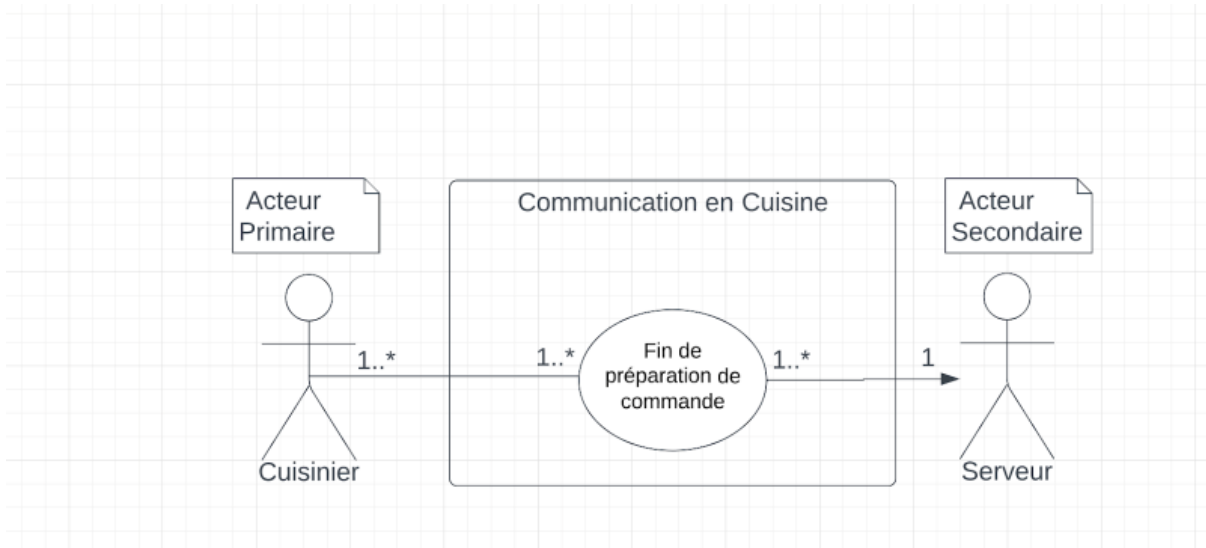 Acteur
Primaire
Communication en Cuisine
Acteur
Secondaire
1..*
1..*
Fin de
préparation de
commande
1..*
1
Cuisinier
Serveur